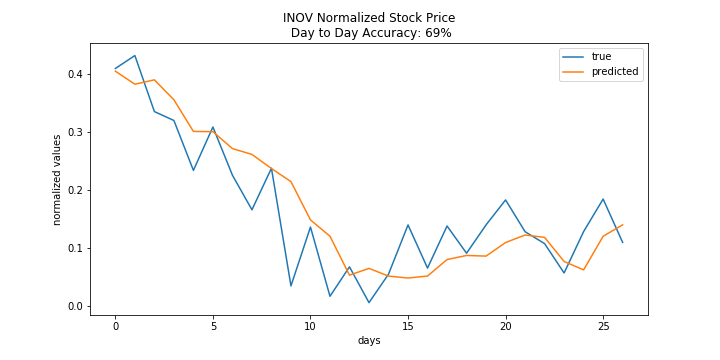 INOV Normalized Stock Price
Day to Day Accuracy: 69%
true
predicted
normalized values
0.4
0.3
0.2
0.1
0.0
0 5 10 15 20 25
days